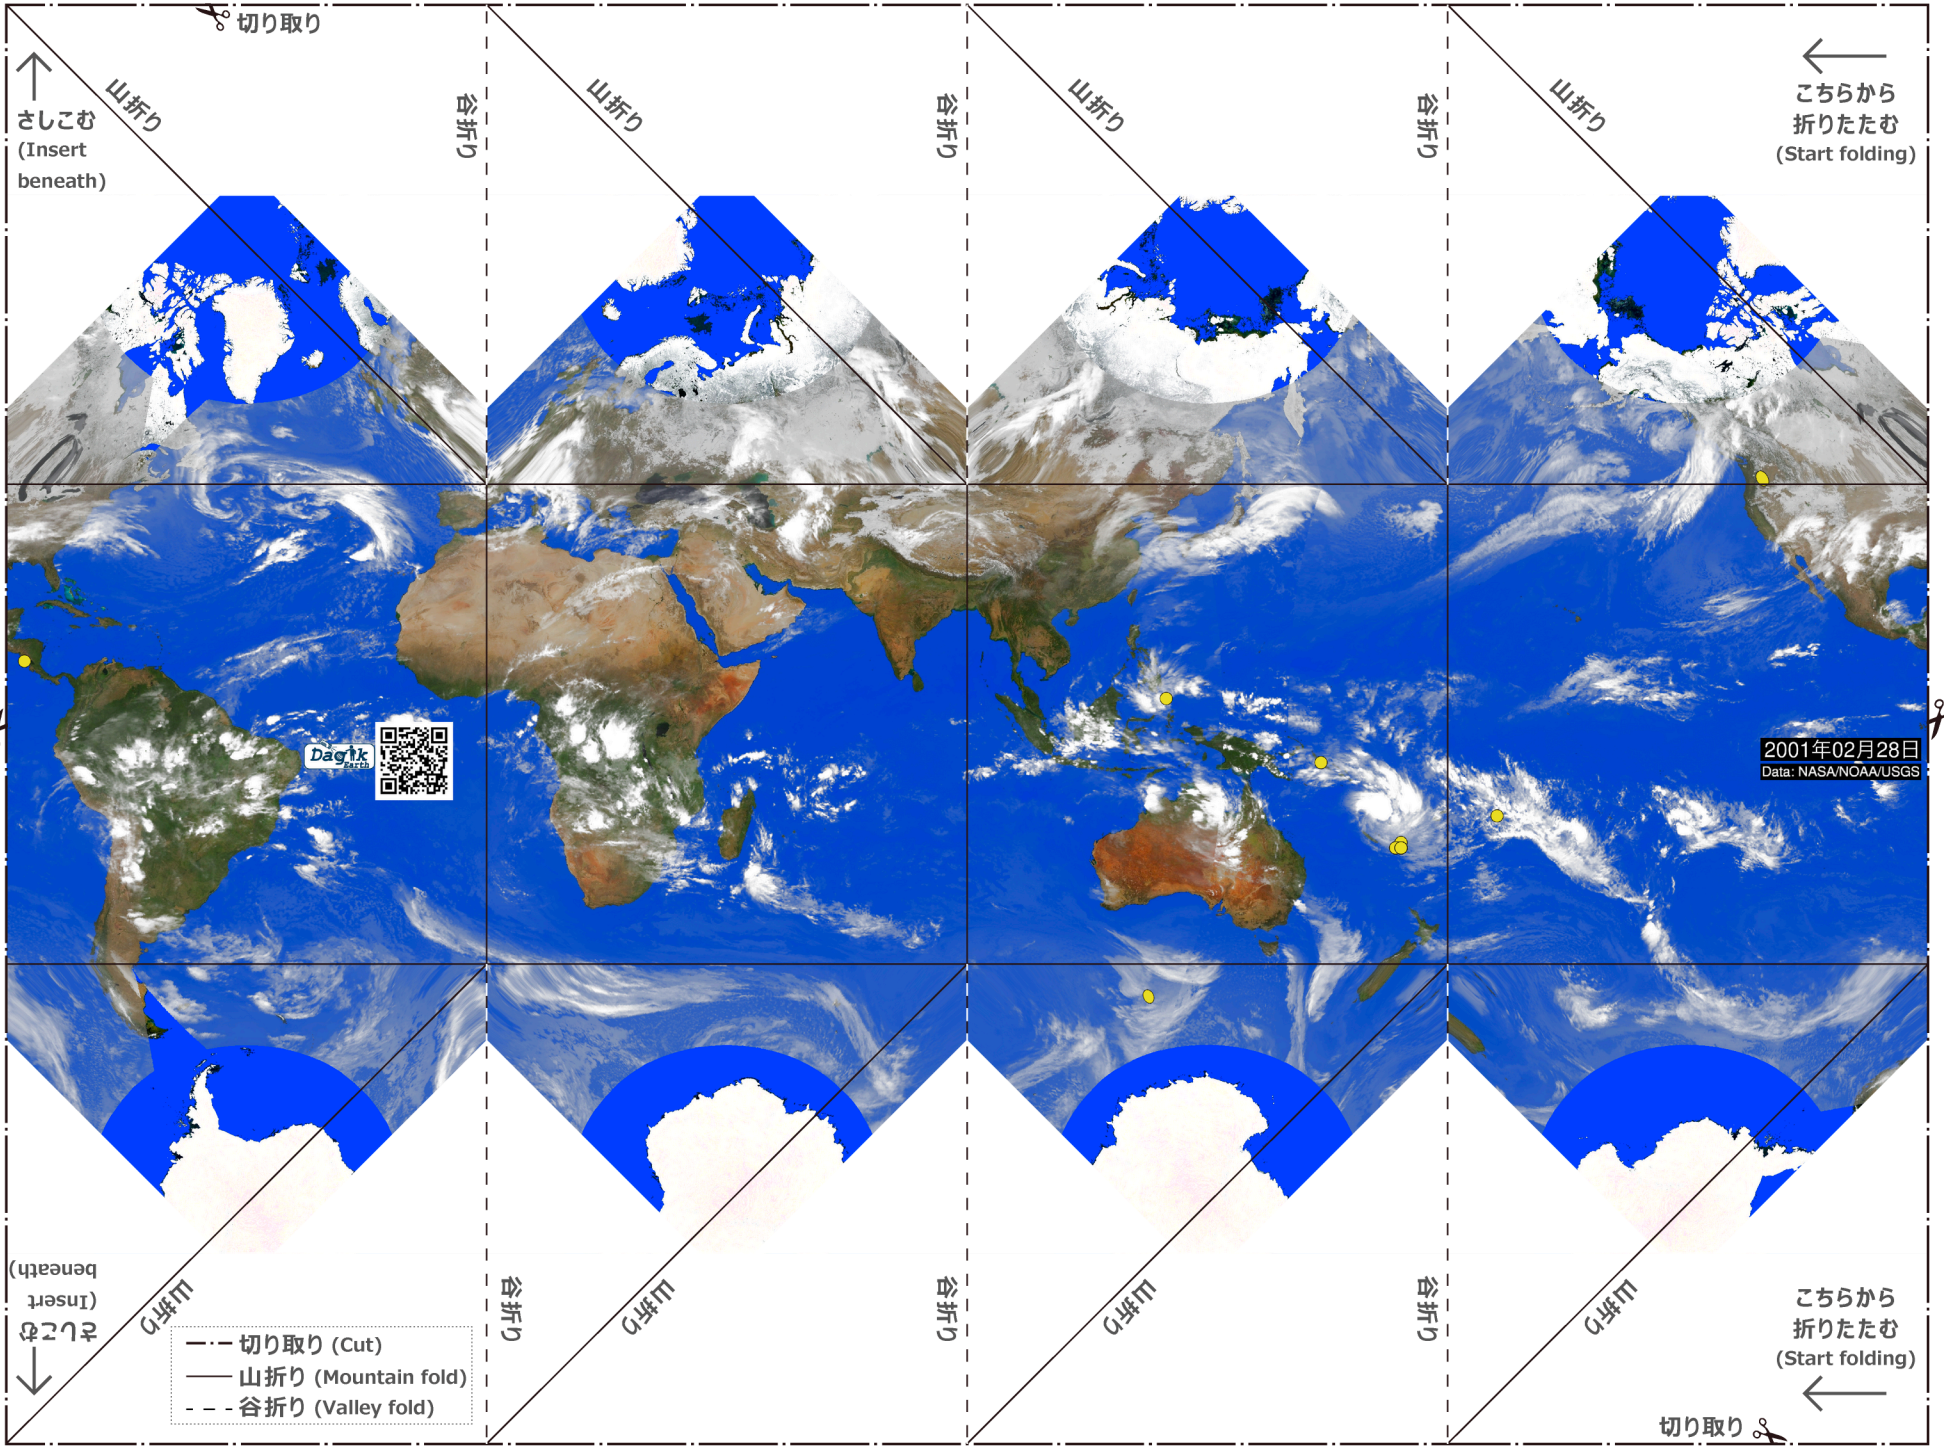 切り取り
山折り
谷折り
山折り
谷折り
山折り
谷折り
山折り
さしこむ
(Insert
beneath)
こちらから
折りたたむ
(Start folding)
Dagik
Earth
2001年02月28日
Data: NASA/NOAA/USGS
さしこむ
(Insert
beneath)
山折り
谷折り
山折り
谷折り
山折り
谷折り
山折り
こちらから
折りたたむ
(Start folding)
切り取り (Cut)
山折り (Mountain fold)
谷折り (Valley fold)
切り取り